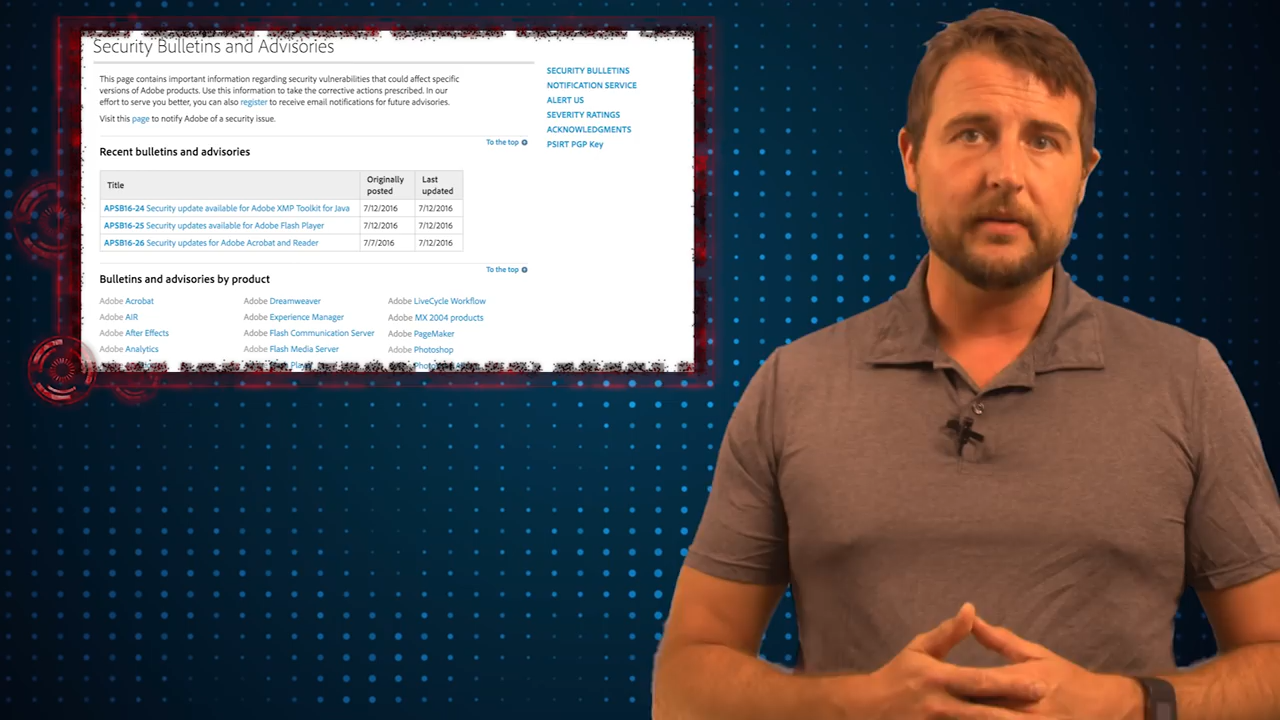 Security Bulletins and Advisories
This page contains important information regarding security vulnerabilities that could affect specific
versions of Adobe products. Use this information to take the corrective actions prescribed. In our
effort to serve you better, you can also register to receive email notifications for future advisories.
Visit this page to notify Adobe of a security issue.
SECURITY BULLETINS
NOTIFICATION SERVICE
ALERT US
SEVERITY RATINGS
ACKNOWLEDGMENTS
PSIRT PGP Key
To the top
Recent bulletins and advisories
Title Originally posted Last updated
APSB16-24 Security update available for Adobe XMP Toolkit for Java 7/12/2016 7/12/2016
APSB16-25 Security updates available for Adobe Flash Player 7/12/2016 7/12/2016
APSB16-26 Security updates for Adobe Acrobat and Reader 7/7/2016 7/12/2016
To the top
Bulletins and advisories by product
Adobe Acrobat Adobe Dreamweaver Adobe LiveCycle Workflow
Adobe AIR Adobe Experience Manager Adobe MX 2004 products
Adobe After Effects Adobe Flash Communication Server Adobe PageMaker
Adobe Analytics Adobe Flash Media Server Adobe Photoshop